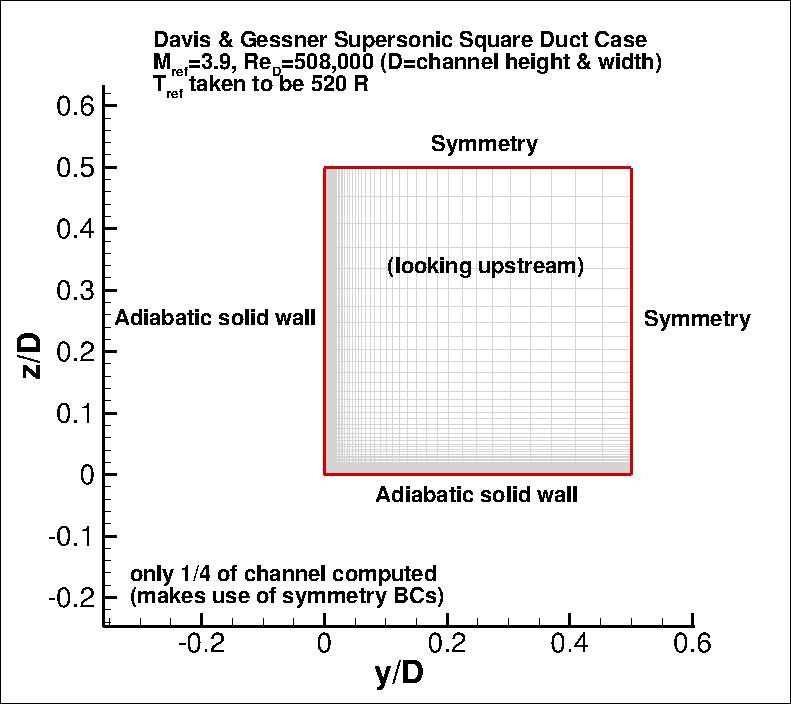 Davis & Gessner Supersonic Square Duct Case
Mref=3.9, ReD=508,000 (D=channel height & width)
Tref taken to be 520 R
0.6
Symmetry
0.5
0.4
(looking upstream)
0.3
Adiabatic solid wall
Symmetry
z/D
0.2
0.1
0
Adiabatic solid wall
-0.1
only 1/4 of channel computed
(makes use of symmetry BCs)
-0.2
-0.2 0 0.2 0.4 0.6
y/D